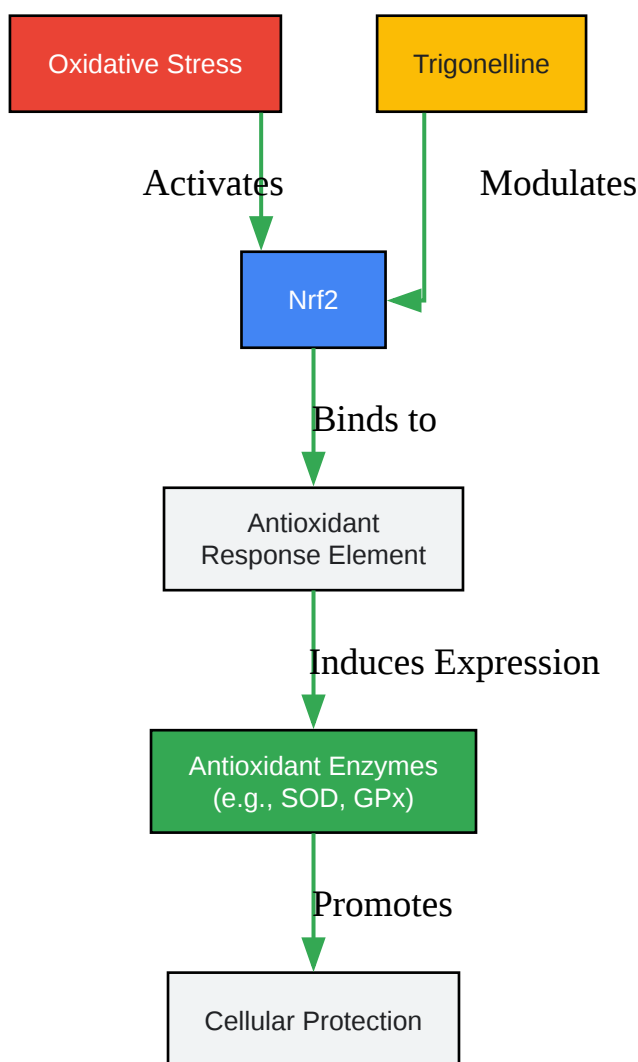 Oxidative Stress
Trigonelline
Activates
Modulates
Nrf2
Binds to
Antioxidant
Response Element
Induces Expression
Antioxidant Enzymes
(e.g., SOD, GPx)
Promotes
Cellular Protection